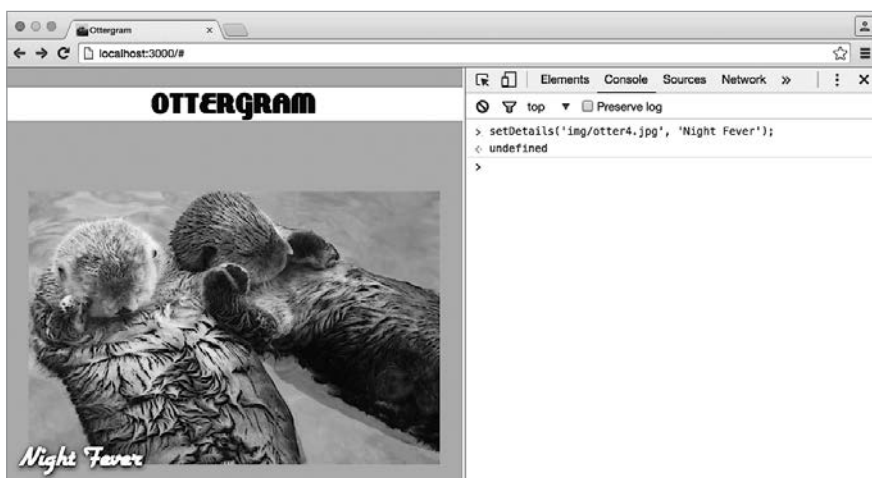 Ottergram
localhost:3000/#
OTTERGRAM
Night Fever
Elements Console Sources Network »
top ▼ Preserve log
> setDetails('img/otter4.jpg', 'Night Fever');
undefined
>